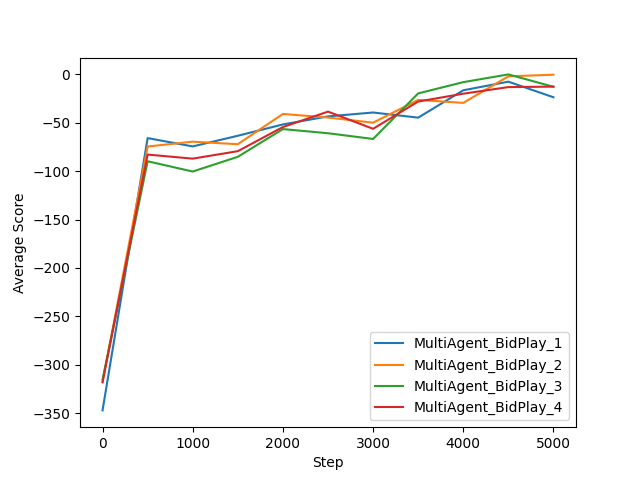 0
−50
−100
−150
−200
−250
−300
−350
Average Score
0 1000 2000 3000 4000 5000
Step
MultiAgent_BidPlay_1
MultiAgent_BidPlay_2
MultiAgent_BidPlay_3
MultiAgent_BidPlay_4